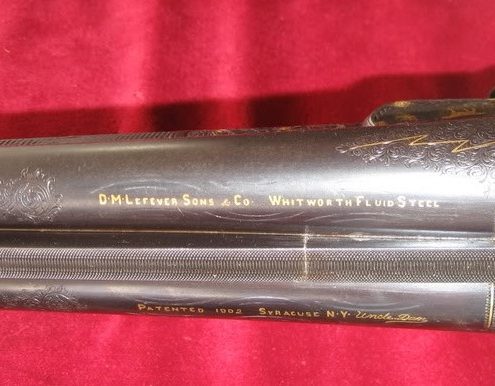 D·M·LEFEVER SONS & CO· WHITWORTH FLUID STEEL
PATENTED 1902 SYRACUSE N·Y· Uncle Dan